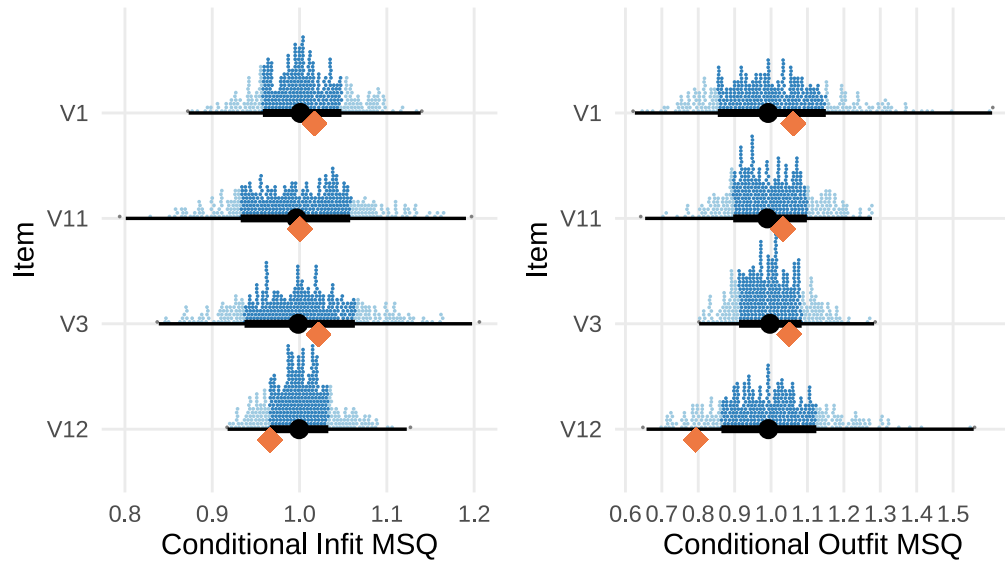 V1
V11
V3
V12
Item
0.8 0.9 1.0 1.1 1.2
Conditional Infit MSQ
V1
V11
V3
V12
Item
0.6 0.7 0.8 0.9 1.0 1.1 1.2 1.3 1.4 1.5
Conditional Outfit MSQ